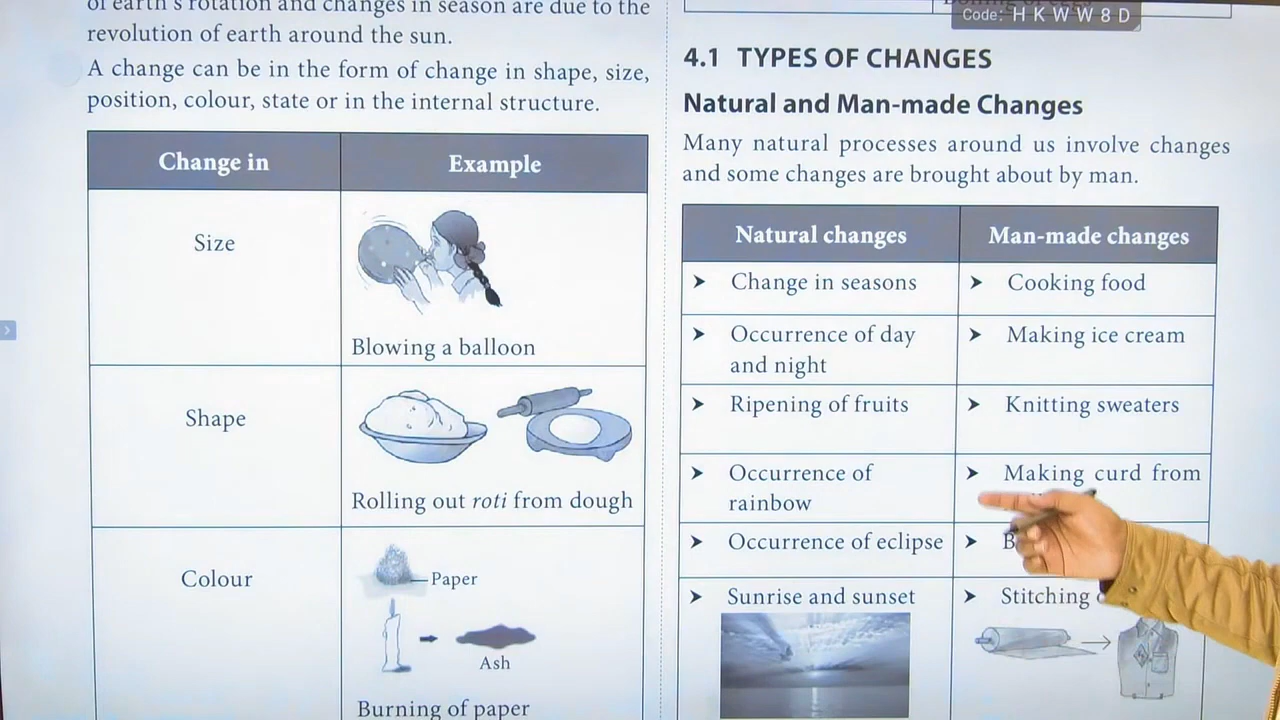 of earth's rotation and changes in season are due to the
revolution of earth around the sun.
A change can be in the form of change in shape, size,
position, colour, state or in the internal structure.
Change in Example
Size
Blowing a balloon
Shape
Rolling out roti from dough
Colour
Paper
Ash
Burning of paper
Code: H K W W 8 D
4.1 TYPES OF CHANGES
Natural and Man-made Changes
Many natural processes around us involve changes
and some changes are brought about by man.
Natural changes Man-made changes
➤ Change in seasons ➤ Cooking food
➤ Occurrence of day ➤ Making ice cream
and night
➤ Ripening of fruits ➤ Knitting sweaters
➤ Occurrence of ➤ Making curd from
rainbow
➤ Occurrence of eclipse ➤
➤ Sunrise and sunset ➤ Stitching